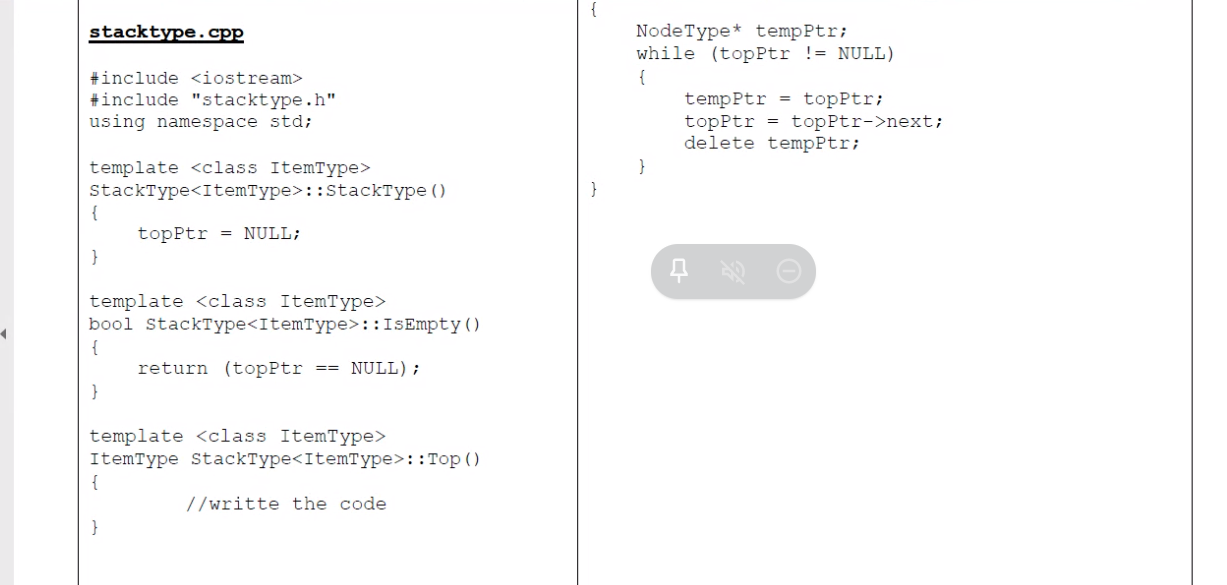 stacktype.cpp
#include <iostream>
#include "stacktype.h"
using namespace std;
template <class ItemType>
StackType<ItemType>::StackType()
{
topPtr = NULL;
}
template <class ItemType>
bool StackType<ItemType>::IsEmpty()
{
return (topPtr == NULL);
}
template <class ItemType>
ItemType StackType<ItemType>::Top()
{
//writte the code
}
{
NodeType* tempPtr;
while (topPtr != NULL)
{
tempPtr = topPtr;
topPtr = topPtr->next;
delete tempPtr;
}
}